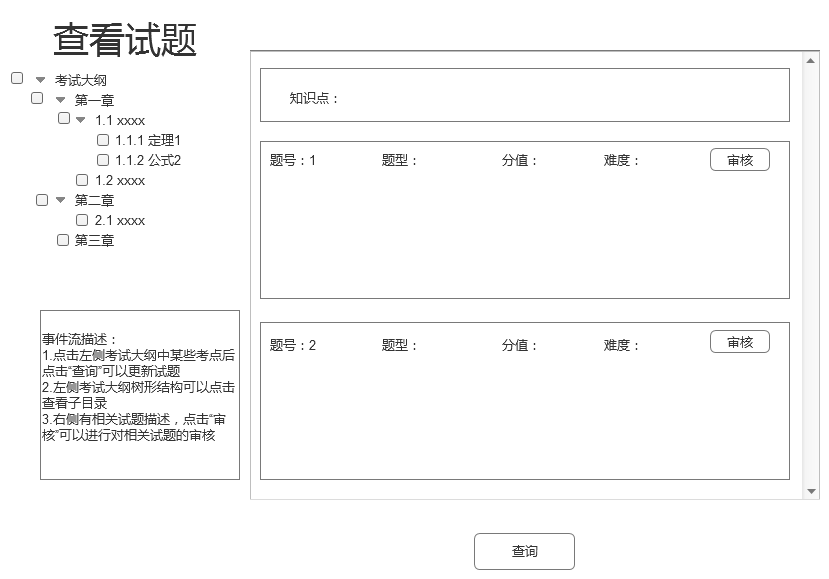 查看试题
考试大纲
第一章
1.1 xxxx
1.1.1 定理1
1.1.2 公式2
1.2 xxxx
第二章
2.1 xxxx
第三章
事件流描述：
1.点击左侧考试大纲中某些考点后
点击“查询”可以更新试题
2.左侧考试大纲树形结构可以点击
查看子目录
3.右侧有相关试题描述，点击“审
核”可以进行对相关试题的审核
知识点：
题号：1 题型： 分值： 难度： 审核
题号：2 题型： 分值： 难度： 审核
查询